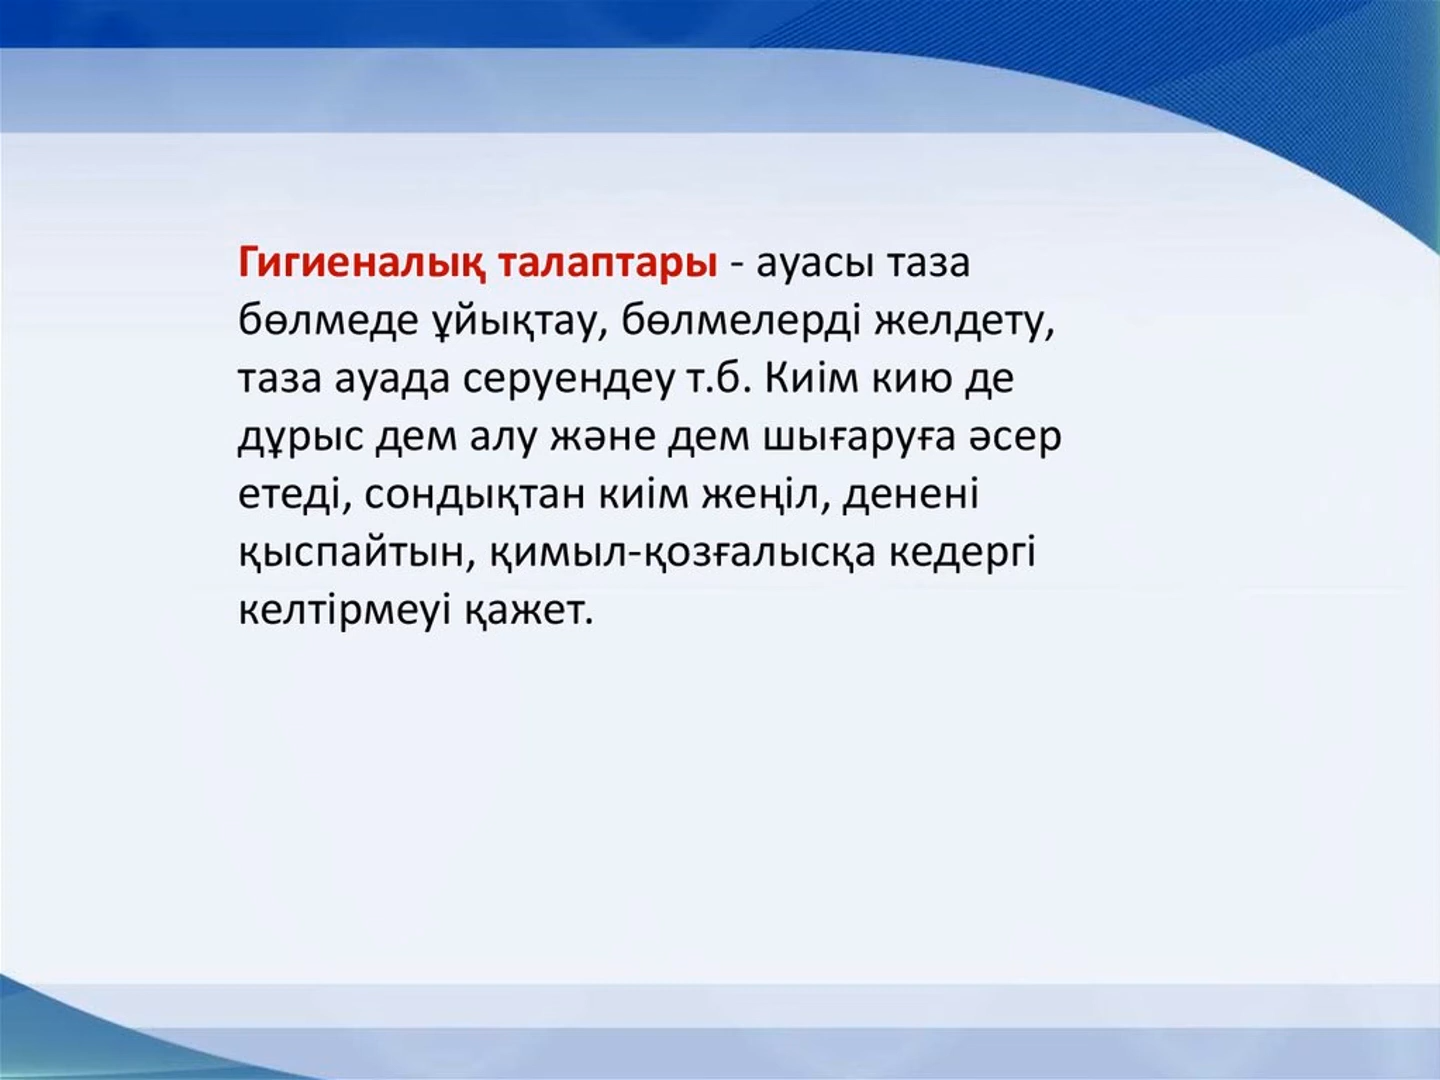 Гигиеналық талаптары - ауасы таза
бөлмеде ұйықтау, бөлмелерді желдету,
таза ауада серуендеу т.б. Киім кию де
дұрыс дем алу және дем шығаруға әсер
етеді, сондықтан киім жеңіл, денені
қыспайтын, қимыл-қозғалысқа кедергі
келтірмеуі қажет.